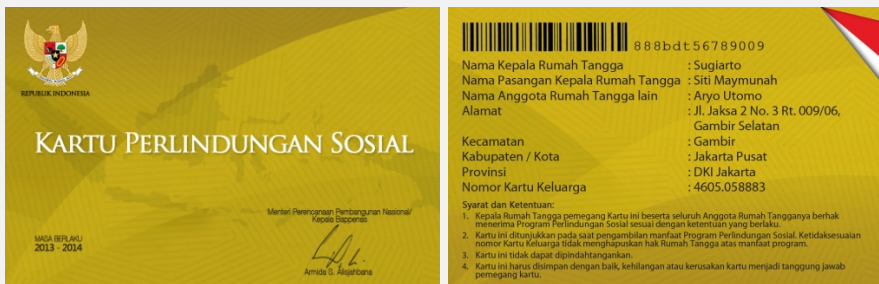 REPUBLIK INDONESIA
KARTU PERLINDUNGAN SOSIAL
Menteri Perencanaan Pembangunan Nasional/
Kepala Bappenas
MASA BERLAKU
2013 - 2014
Armida S. Alisjahbana
888bdt56789009
Nama Kepala Rumah Tangga : Sugiarto
Nama Pasangan Kepala Rumah Tangga : Siti Maymunah
Nama Anggota Rumah Tangga lain : Aryo Utomo
Alamat : Jl. Jaksa 2 No. 3 Rt. 009/06,
Gambir Selatan
Kecamatan : Gambir
Kabupaten / Kota : Jakarta Pusat
Provinsi : DKI Jakarta
Nomor Kartu Keluarga : 4605.058883
Syarat dan Ketentuan:
1. Kepala Rumah Tangga pemegang Kartu ini beserta seluruh Anggota Rumah Tangganya berhak
menerima Program Perlindungan Sosial sesuai dengan ketentuan yang berlaku.
2. Kartu ini ditunjukkan pada saat pengambilan manfaat Program Perlindungan Sosial. Ketidaksesuaian
nomor Kartu Keluarga tidak menghapuskan hak Rumah Tangga atas manfaat program.
3. Kartu ini tidak dapat dipindahtangankan.
4. Kartu ini harus disimpan dengan baik, kehilangan atau kerusakan kartu menjadi tanggung jawab
pemegang kartu.